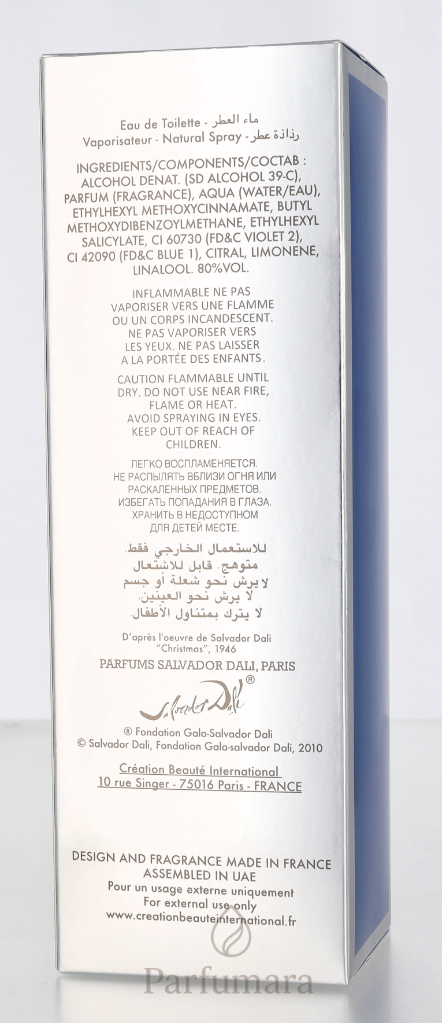 Eau de Toilette - ماء العطر
Vaporisateur - Natural Spray - رذاذة عطر
INGREDIENTS/COMPONENTS/COCTAB :
ALCOHOL DENAT. (SD ALCOHOL 39-C),
PARFUM (FRAGRANCE), AQUA (WATER/EAU),
ETHYLHEXYL METHOXYCINNAMATE, BUTYL
METHOXYDIBENZOYLMETHANE, ETHYLHEXYL
SALICYLATE, CI 60730 (FD&C VIOLET 2),
CI 42090 (FD&C BLUE 1), CITRAL, LIMONENE,
LINALOOL. 80%VOL.
INFLAMMABLE NE PAS
VAPORISER VERS UNE FLAMME
OU UN CORPS INCANDESCENT.
NE PAS VAPORISER VERS
LES YEUX. NE PAS LAISSER
A LA PORTÉE DES ENFANTS.
CAUTION FLAMMABLE UNTIL
DRY. DO NOT USE NEAR FIRE,
FLAME OR HEAT.
AVOID SPRAYING IN EYES.
KEEP OUT OF REACH OF
CHILDREN.
ЛЕГКО ВОСПЛАМЕНЯЕТСЯ.
НЕ РАСПЫЛЯТЬ ВБЛИЗИ ОГНЯ ИЛИ
РАСКАЛЕННЫХ ПРЕДМЕТОВ.
ИЗБЕГАТЬ ПОПАДАНИЯ В ГЛАЗА.
ХРАНИТЬ В НЕДОСТУПНОМ
ДЛЯ ДЕТЕЙ МЕСТЕ.
للاستعمال الخارجي فقط.
متوهج. قابل للاشتعال
لا يرش نحو شعلة أو جسم
لا يرش نحو العينين.
لا يترك بمتناول الأطفال.
D'après l'oeuvre de Salvador Dali
"Christmas", 1946
PARFUMS SALVADOR DALI, PARIS
Salvador Dali ®
® Fondation Gala-Salvador Dali
© Salvador Dali, Fondation Gala-salvador Dali, 2010
Création Beauté International
10 rue Singer - 75016 Paris - FRANCE
DESIGN AND FRAGRANCE MADE IN FRANCE
ASSEMBLED IN UAE
Pour un usage externe uniquement
For external use only
www.creationbeauteinternational.fr
Parfumara